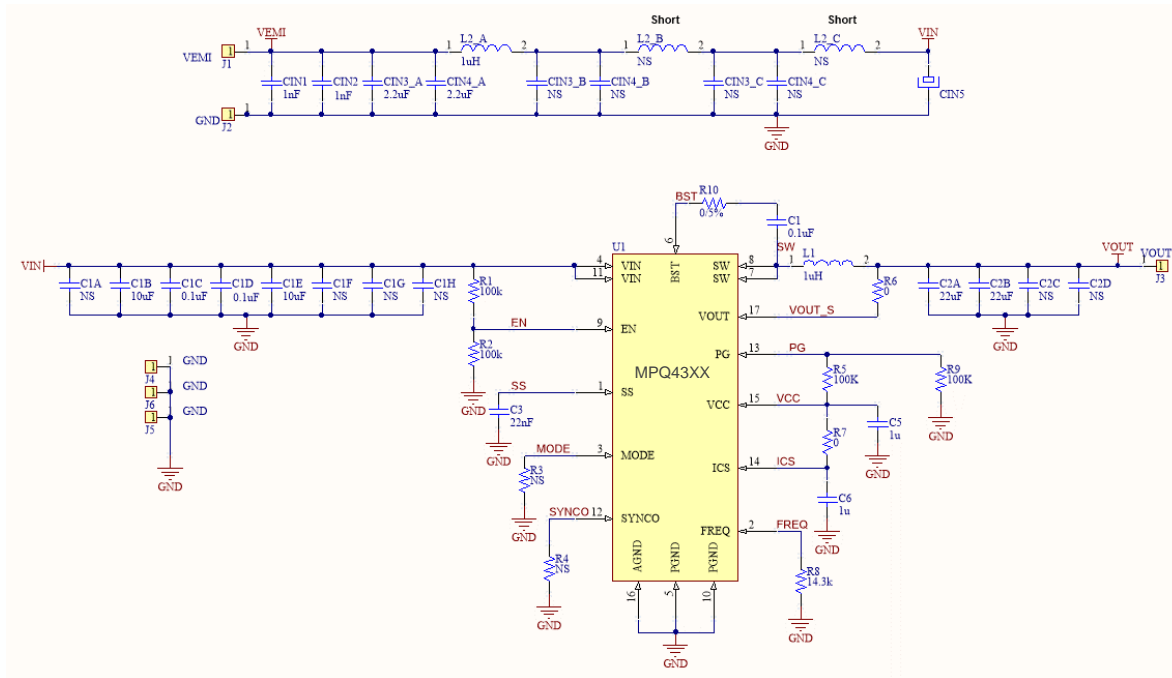 Short Short
VEMI L2_A L2_B L2_C VIN
VEMI 1 1 1 2 1 2 1 2
J1 1uH NS NS
CIN1 CIN2 CIN3_A CIN4_A CIN3_B CIN4_B CIN3_C CIN4_C
1nF 1nF 2.2uF 2.2uF NS NS NS NS CIN5
GND 1 1
J2
GND
BST R10
0/5%
C1
0.1uF
6
U1 SW L1 VOUT VOUT
VIN 4 VIN BST SW 8 1 2 1 1
11 VIN SW 7 1uH J3
C1A C1B C1C C1D C1E C1F C1G C1H R1 R6 C2A C2B C2C C2D
NS 10uF 0.1uF 0.1uF 10uF NS NS NS 100k 0 22uF 22uF NS NS
VOUT 17 VOUT_S
EN 9 EN
GND GND
R2
100k
PG 13 PG
1 1 GND
J4
1 GND
J6
1 GND
J5
GND
MPQ43XX
R5 R9
100K 100K
GND
SS 1 SS
C3
22nF
VCC 15 VCC
C5
1u
GND
R7
0
GND
GND
MODE 3 MODE
R3
NS
ICS 14 ICS
C6
1u
GND
GND
SYNCO 12 SYNCO
R4
NS
FREQ 2 FREQ
R8
14.3k
AGND PGND PGND
16 5 10
GND
GND
GND